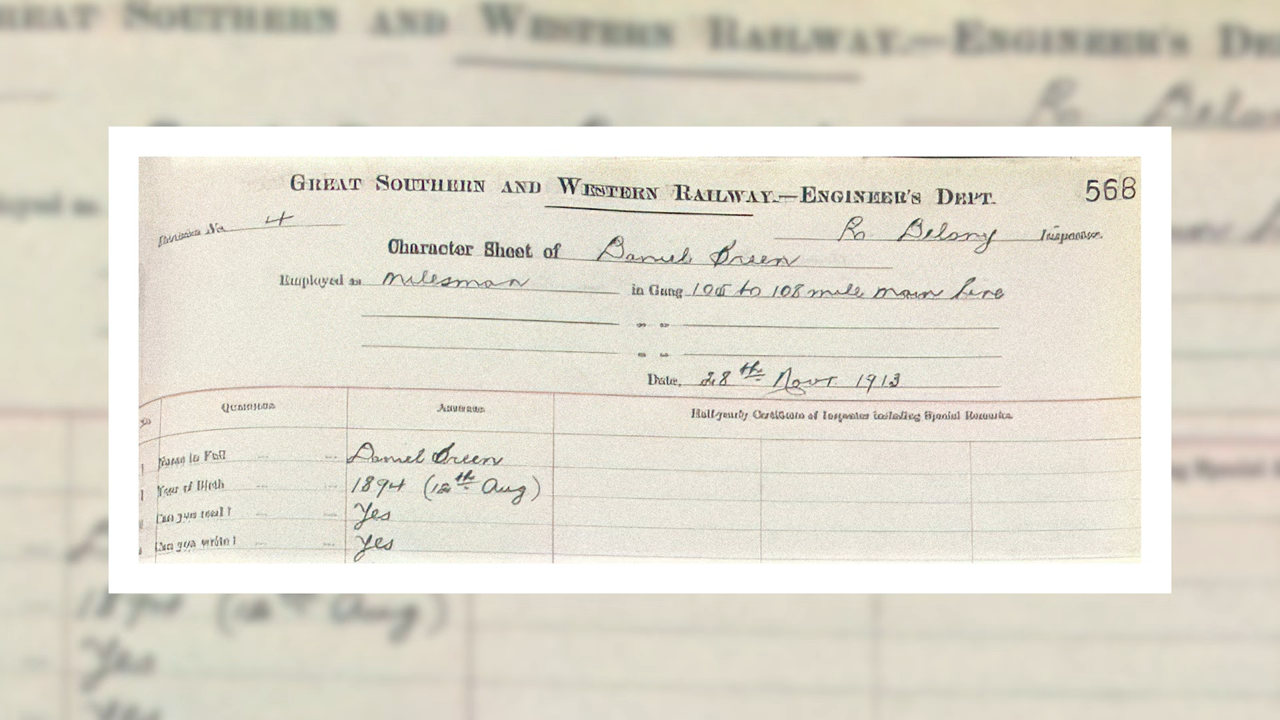 GREAT SOUTHERN AND WESTERN RAILWAY.—ENGINEER'S DEPT. 568
Division No. 4
Inspector.
Character Sheet of Daniel Breen
Employed as milesman in Gang to 108 mile main line
" "
" "
Date, 28th Novr 1913
No QUESTIONS ANSWERS Half-yearly Certificate of Inspector including Special Remarks.
Name in Full Daniel Breen
Year of Birth 1894 (12th Aug)
Can you read? Yes
Can you write? Yes